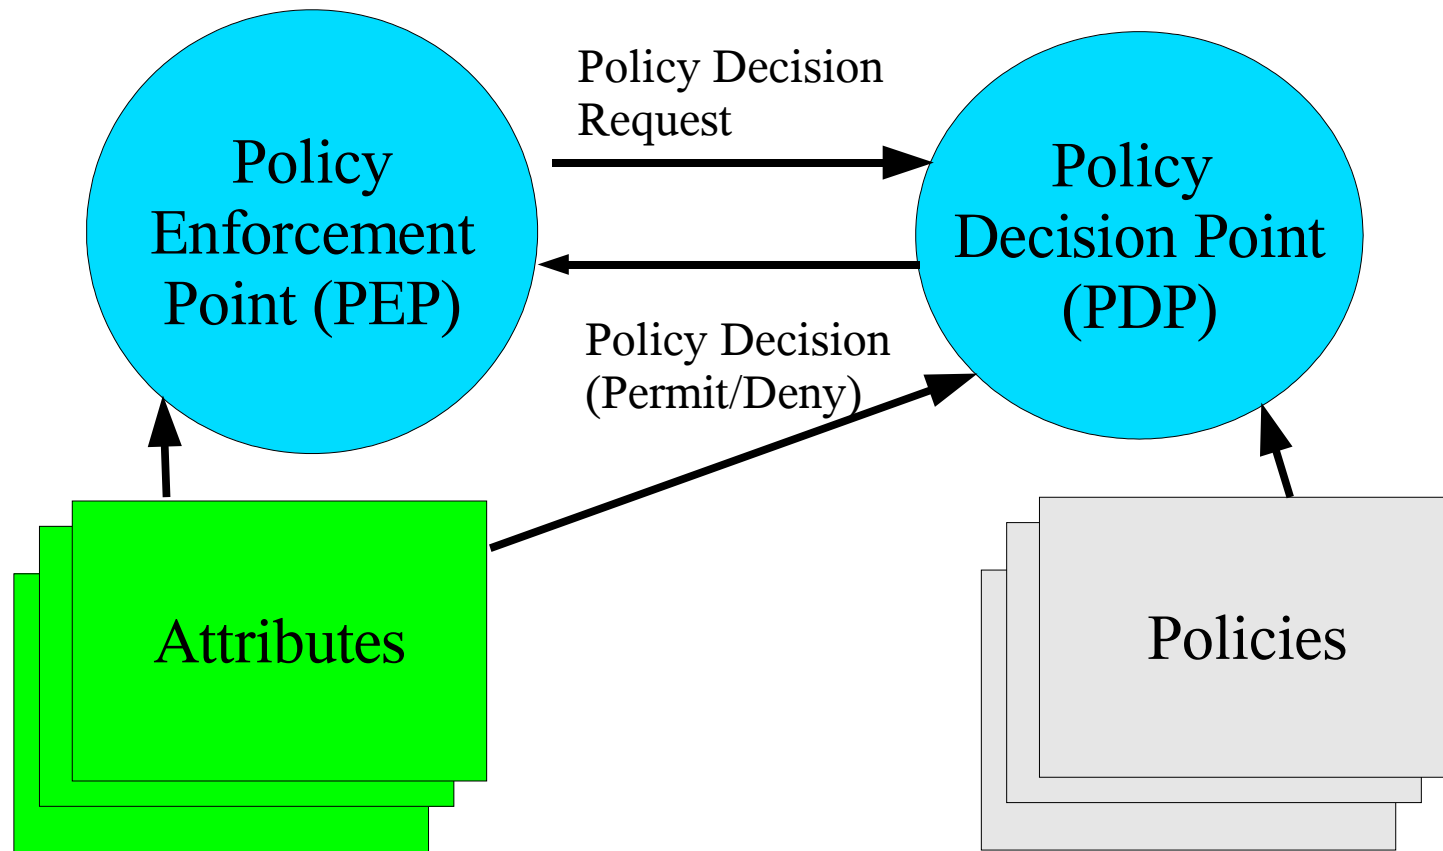 Policy
Enforcement
Point (PEP)
Policy Decision
Request
Policy
Decision Point
(PDP)
Policy Decision
(Permit/Deny)
Attributes
Policies